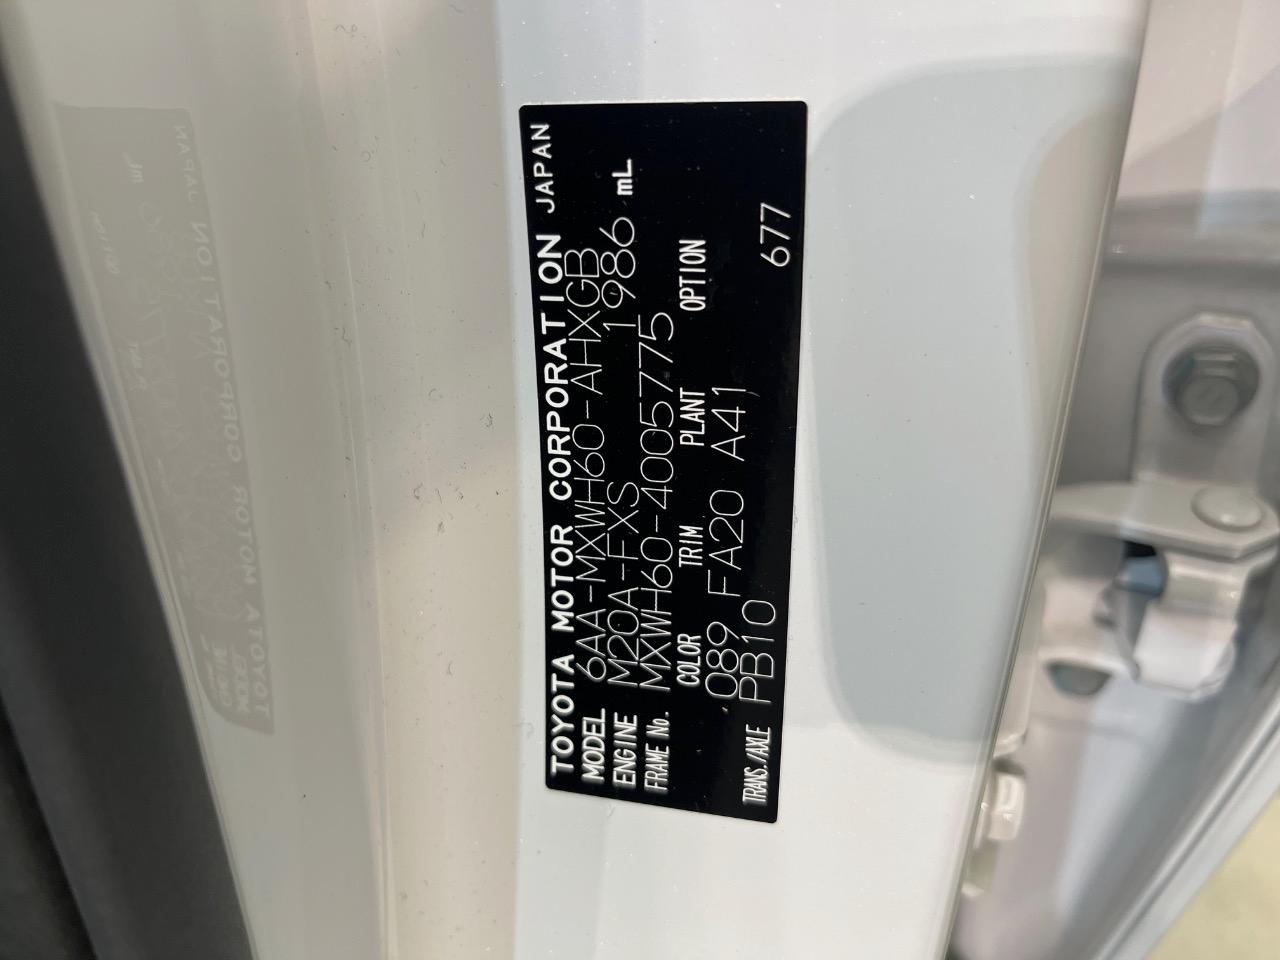 TOYOTA MOTOR CORPORATION JAPAN
MODEL 6AA-MXWH60-AHXGB
ENGINE M20A-FXS 1986 mL
FRAME No. MXWH60-4005775
COLOR TRIM PLANT OPTION
089 FA20 A41
TRANS./AXLE PB10 677